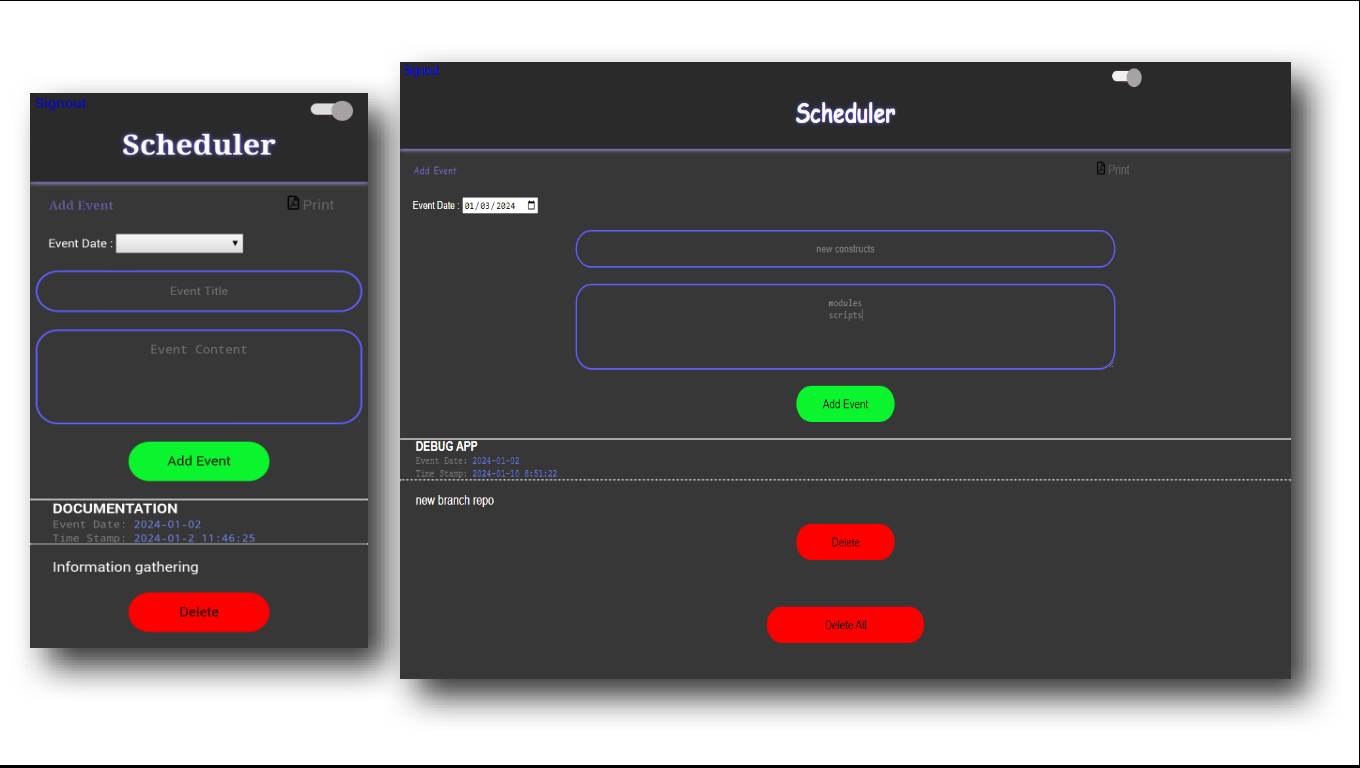 Signout
Scheduler
Add Event
Print
Event Date :
Event Title
Event Content
Add Event
DOCUMENTATION
Event Date: 2024-01-02
Time Stamp: 2024-01-2 11:46:25
Information gathering
Delete
Signout
Scheduler
Add Event
Print
Event Date : 01/03/2024
new constructs
modules
scripts
Add Event
DEBUG APP
Event Date: 2024-01-02
Time Stamp: 2024-01-10 8:51:22
new branch repo
Delete
Delete All